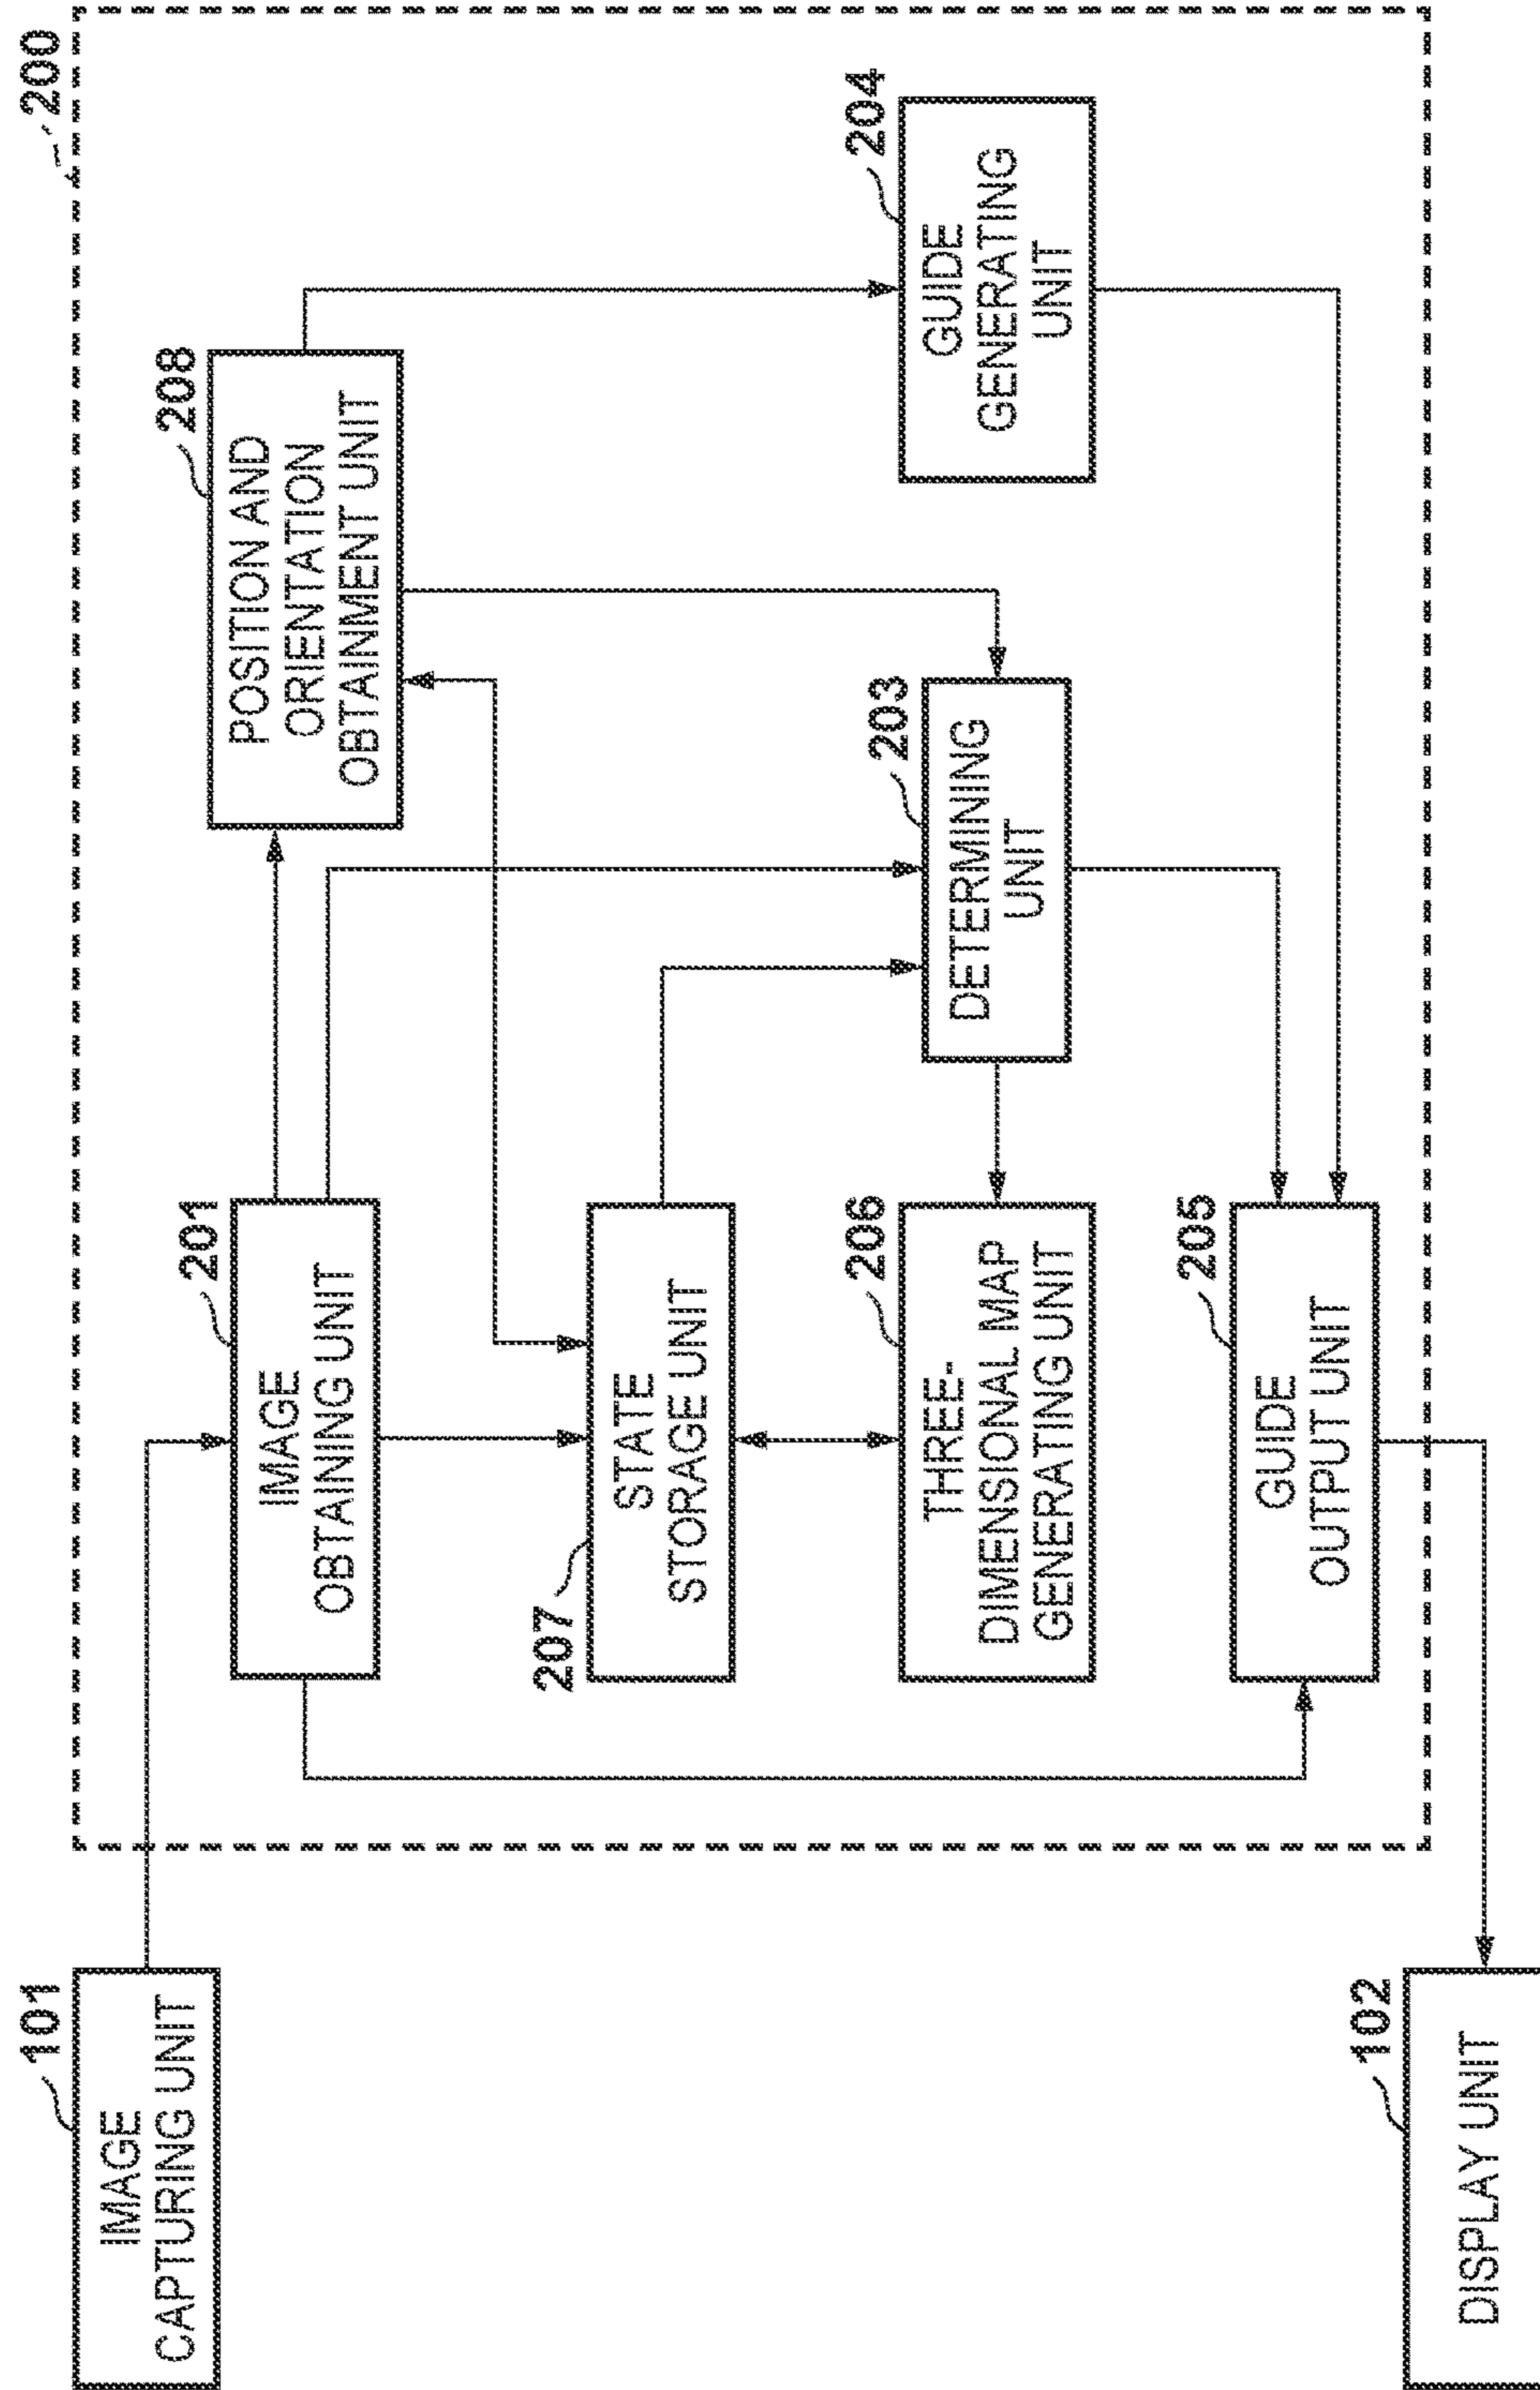 200
101
IMAGE
CAPTURING UNIT
201
IMAGE
OBTAINING UNIT
208
POSITION AND
ORIENTATION
OBTAINMENT UNIT
207
STATE
STORAGE UNIT
206
THREE-
DIMENSIONAL MAP
GENERATING UNIT
203
DETERMINING
UNIT
204
GUIDE
GENERATING
UNIT
205
GUIDE
OUTPUT UNIT
102
DISPLAY UNIT